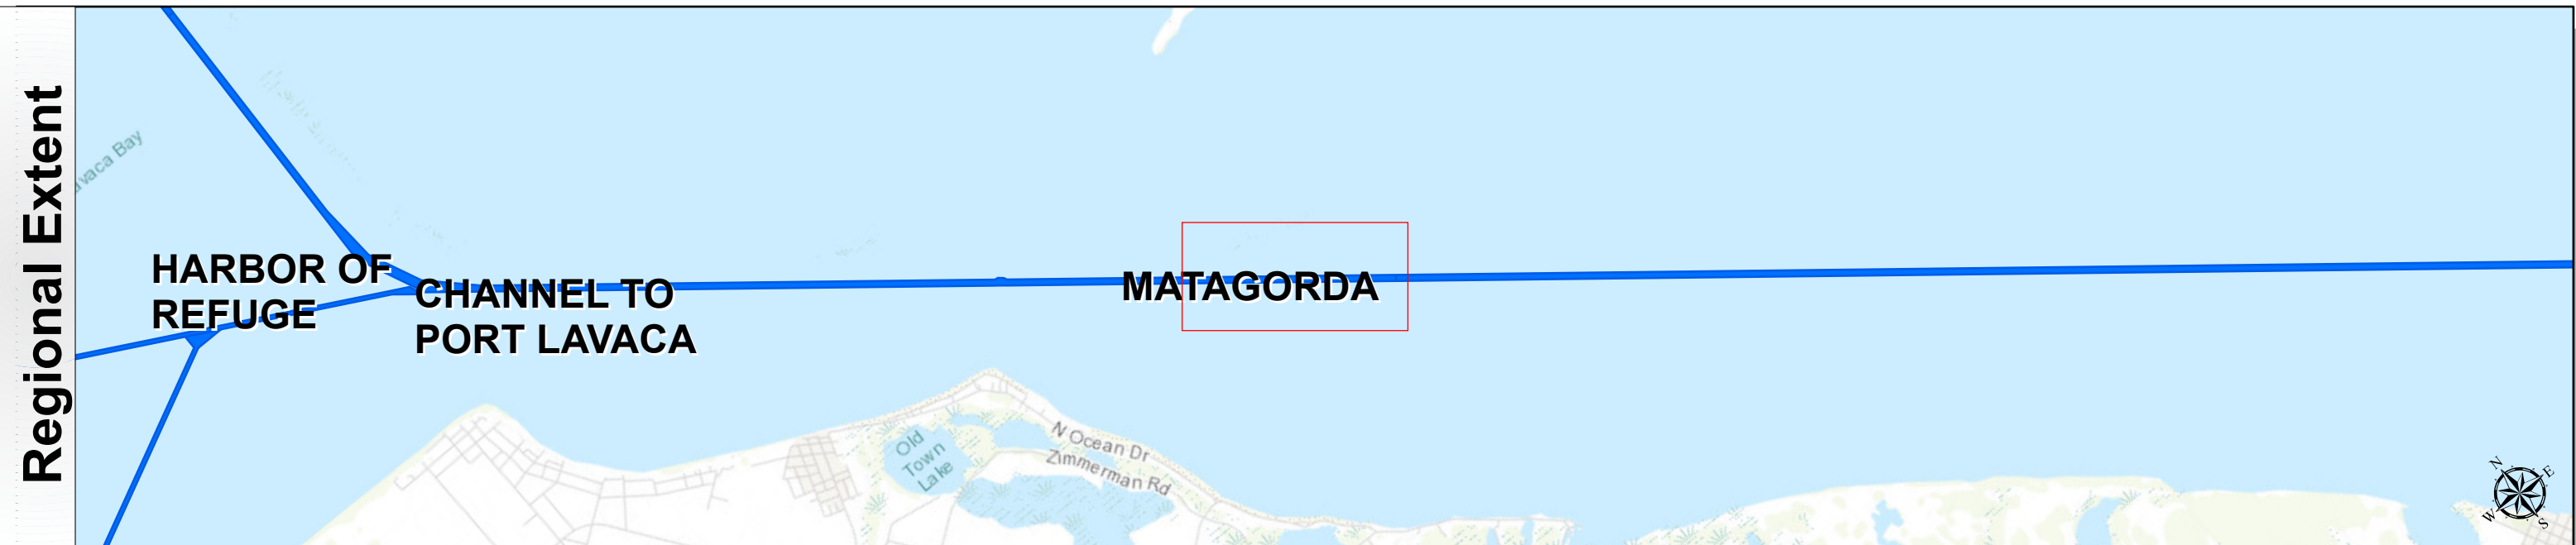 Regional Extent
vaca Bay
HARBOR OF
REFUGE
CHANNEL TO
PORT LAVACA
MATAGORDA
Old
Town
Lake
N Ocean Dr
Zimmerman Rd
N
E
W
S